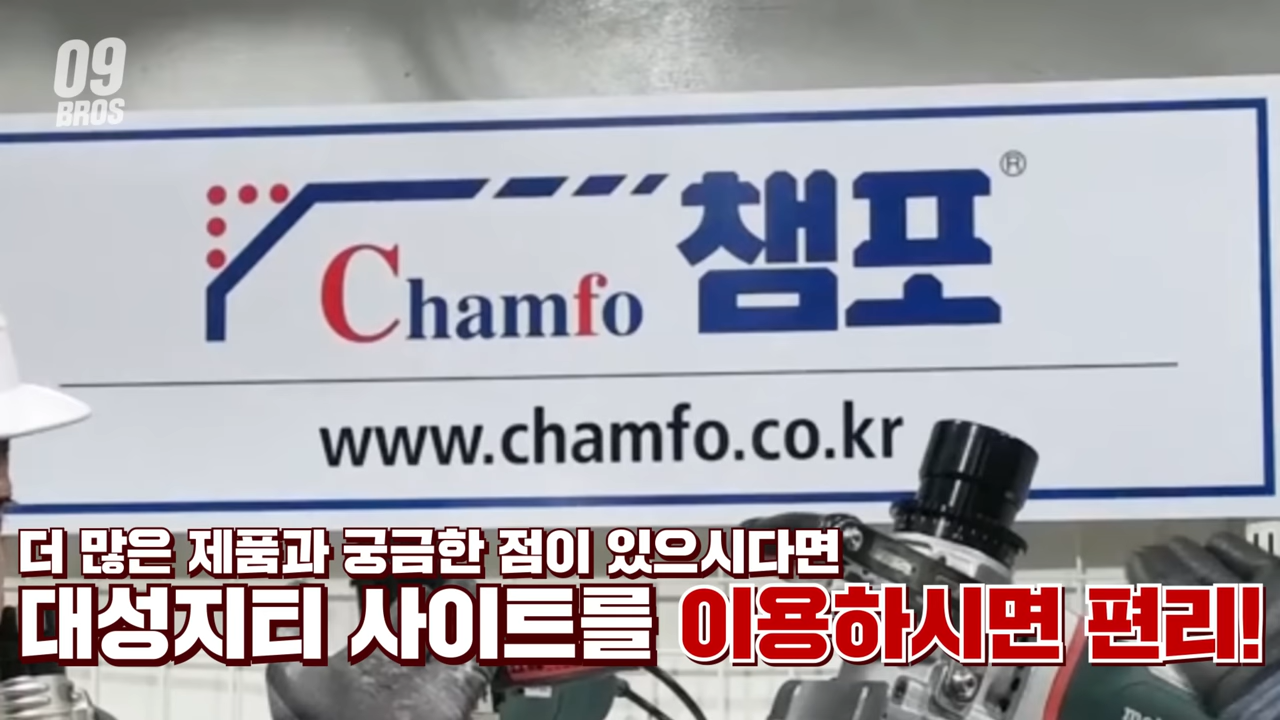 09
BROS
Chamfo 챔포®
www.chamfo.co.kr
더 많은 제품과 궁금한 점이 있으시다면
대성지티 사이트를 이용하시면 편리!